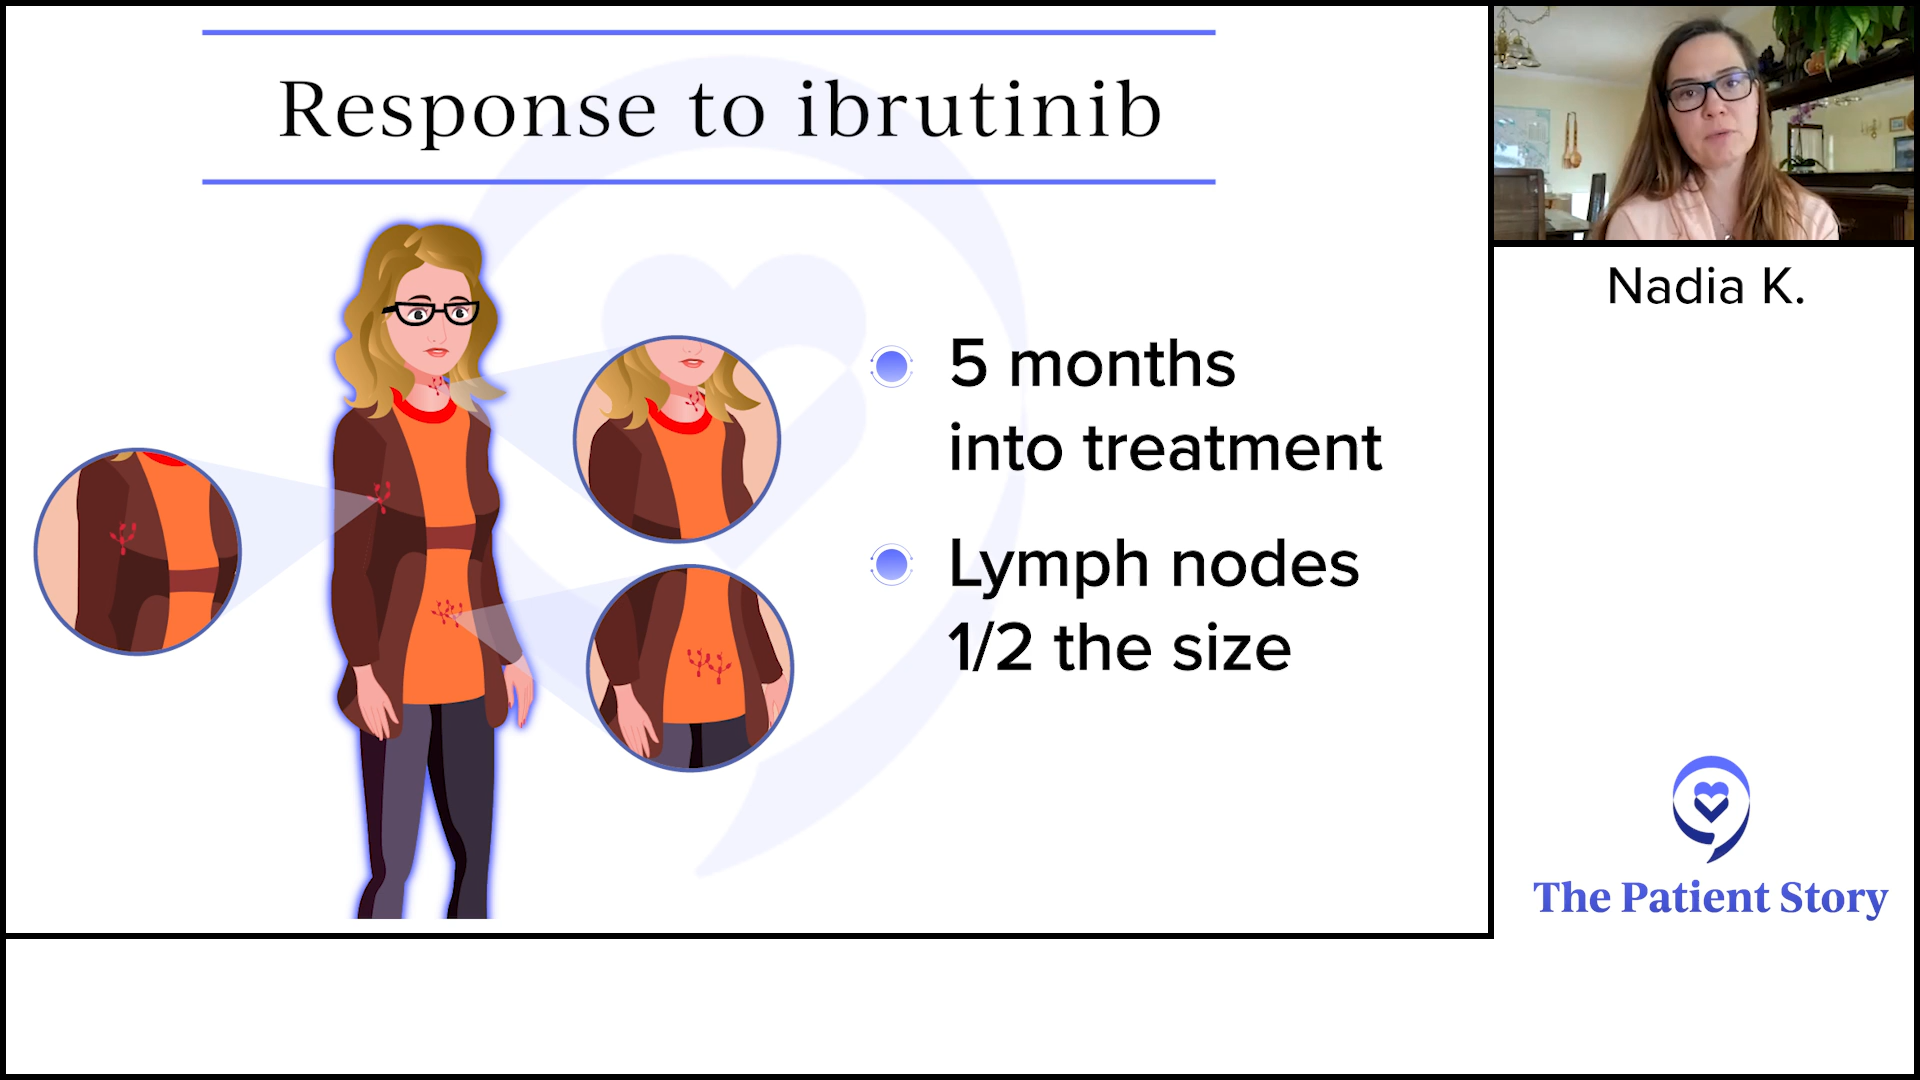 Response to ibrutinib
5 months
into treatment
Lymph nodes
1/2 the size
Nadia K.
The Patient Story